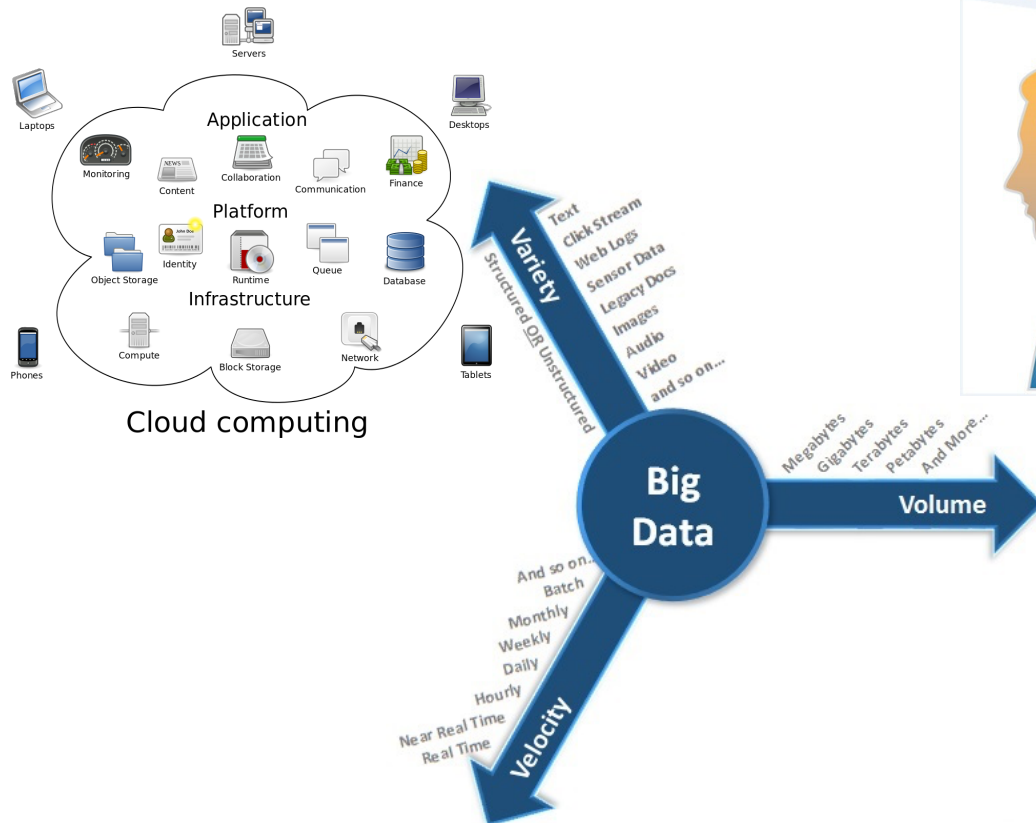 Servers
Laptops
Desktops
Application
Monitoring
Content
NEWS
Collaboration
Communication
Finance
Platform
Object Storage
John Doe
Identity
Runtime
Queue
Database
Infrastructure
Compute
Block Storage
Network
Phones
Tablets
Cloud computing
Variety
Text
Click Stream
Web Logs
Sensor Data
Legacy Docs
Images
Audio
Video
and so on...
Structured OR Unstructured
Big
Data
Megabytes
Gigabytes
Terabytes
Petabytes
And More...
Volume
And so on...
Batch
Monthly
Weekly
Daily
Hourly
Near Real Time
Real Time
Velocity